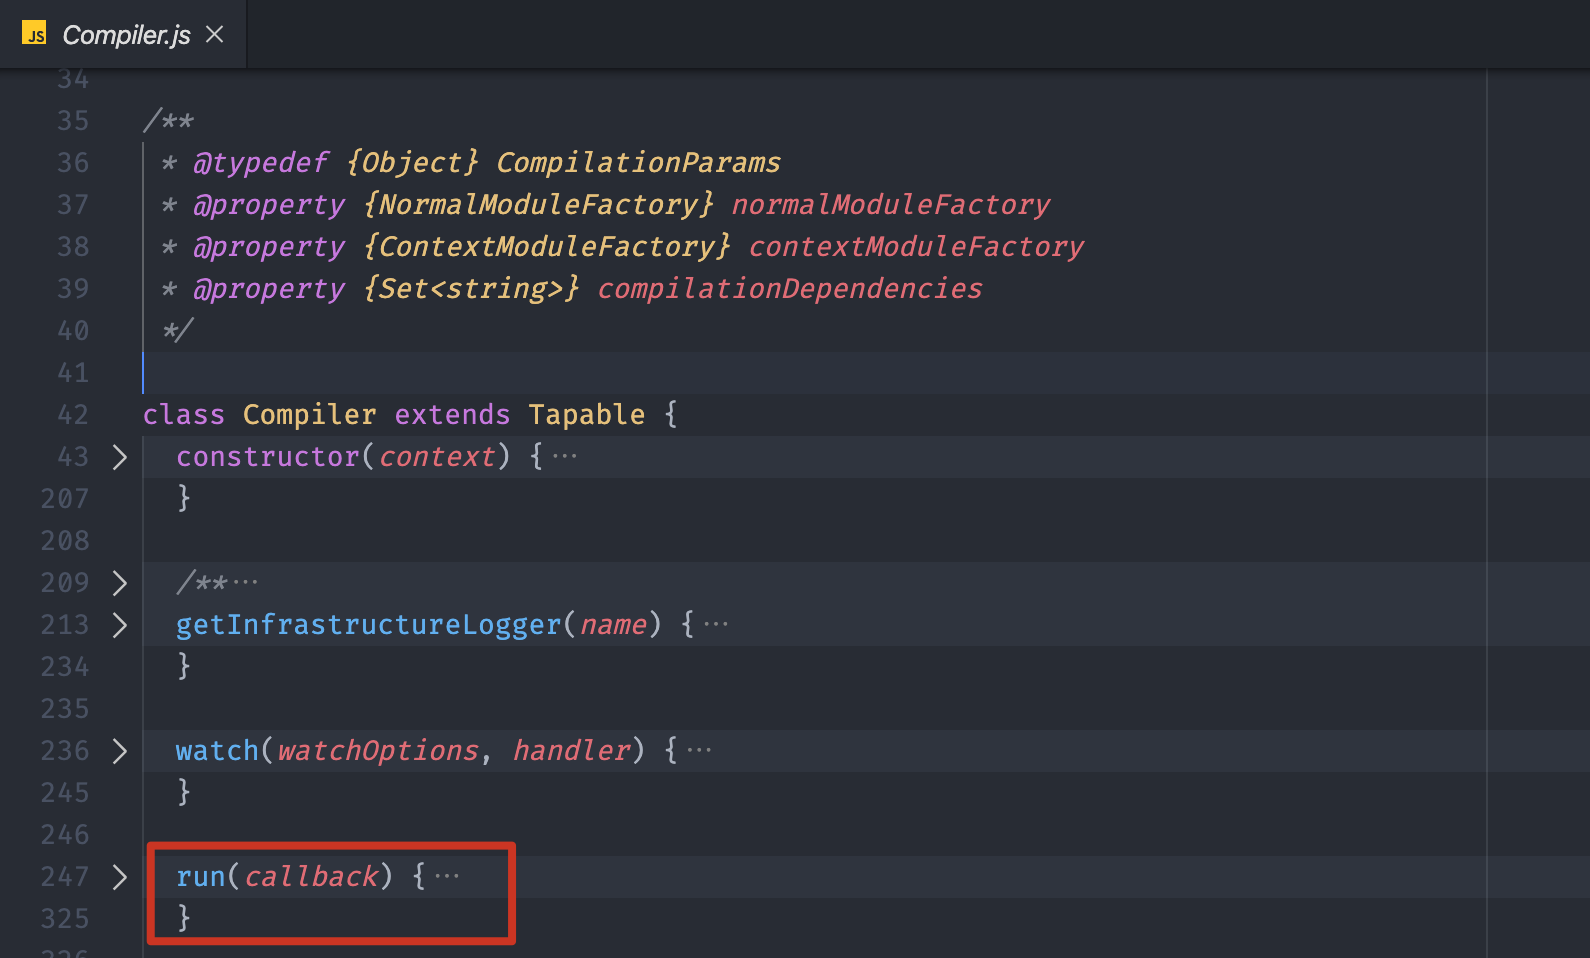 JS Compiler.js
34
35 /**
36 * @typedef {Object} CompilationParams
37 * @property {NormalModuleFactory} normalModuleFactory
38 * @property {ContextModuleFactory} contextModuleFactory
39 * @property {Set<string>} compilationDependencies
40 */
41
42 class Compiler extends Tapable {
43 constructor(context) {···
207 }
208
209 /**···
213 getInfrastructureLogger(name) {···
234 }
235
236 watch(watchOptions, handler) {···
245 }
246
247 run(callback) {···
325 }